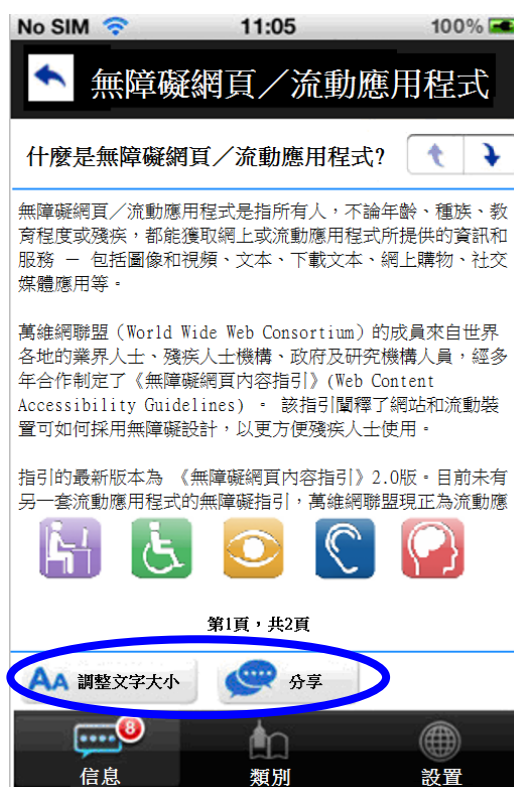 No SIM 11:05 100%
無障礙網頁／流動應用程式
什麼是無障礙網頁／流動應用程式?
無障礙網頁／流動應用程式是指所有人，不論年齡、種族、教
育程度或殘疾，都能獲取網上或流動應用程式所提供的資訊和
服務 － 包括圖像和視頻、文本、下載文本、網上購物、社交
媒體應用等。
萬維網聯盟（World Wide Web Consortium）的成員來自世界
各地的業界人士、殘疾人士機構、政府及研究機構人員，經多
年合作制定了《無障礙網頁內容指引》(Web Content
Accessibility Guidelines) 。 該指引闡釋了網站和流動裝
置可如何採用無障礙設計，以更方便殘疾人士使用。
指引的最新版本為 《無障礙網頁內容指引》2.0版。目前未有
另一套流動應用程式的無障礙指引，萬維網聯盟現正為流動應
第1頁，共2頁
AA 調整文字大小 分享
8
信息 類別 設置